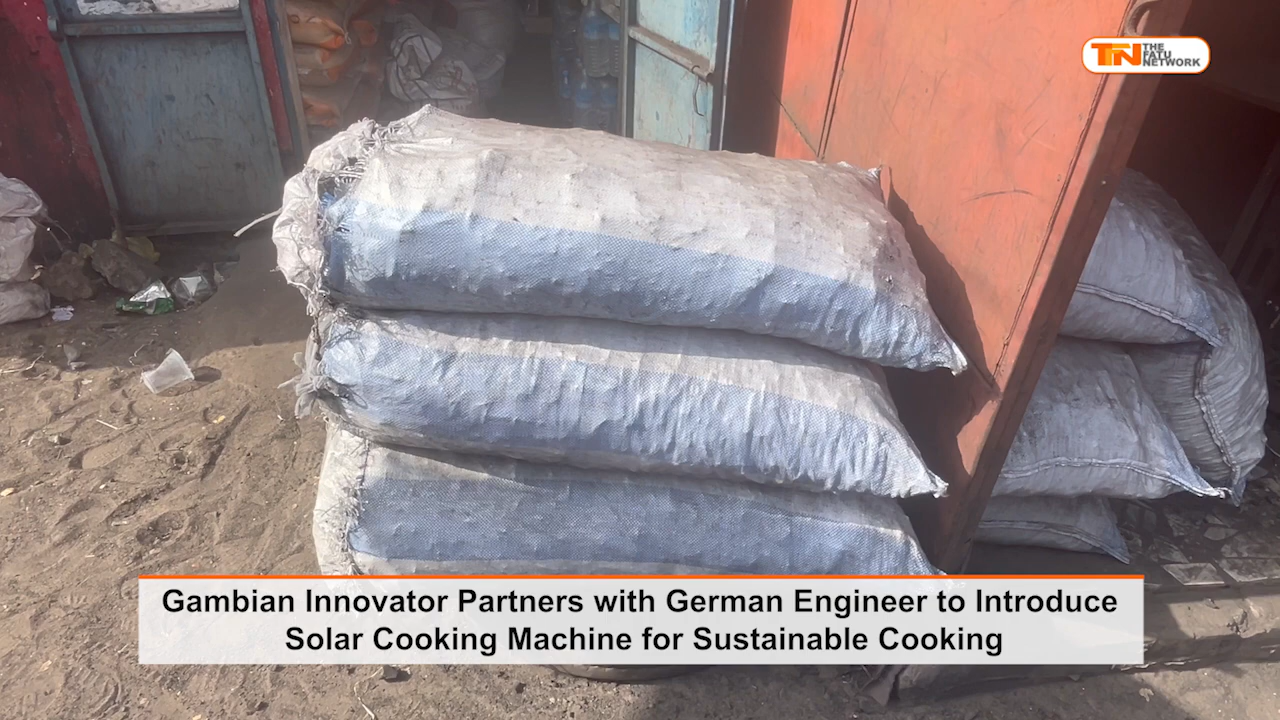 TN THE
FATU
NETWORK
Gambian Innovator Partners with German Engineer to Introduce
Solar Cooking Machine for Sustainable Cooking